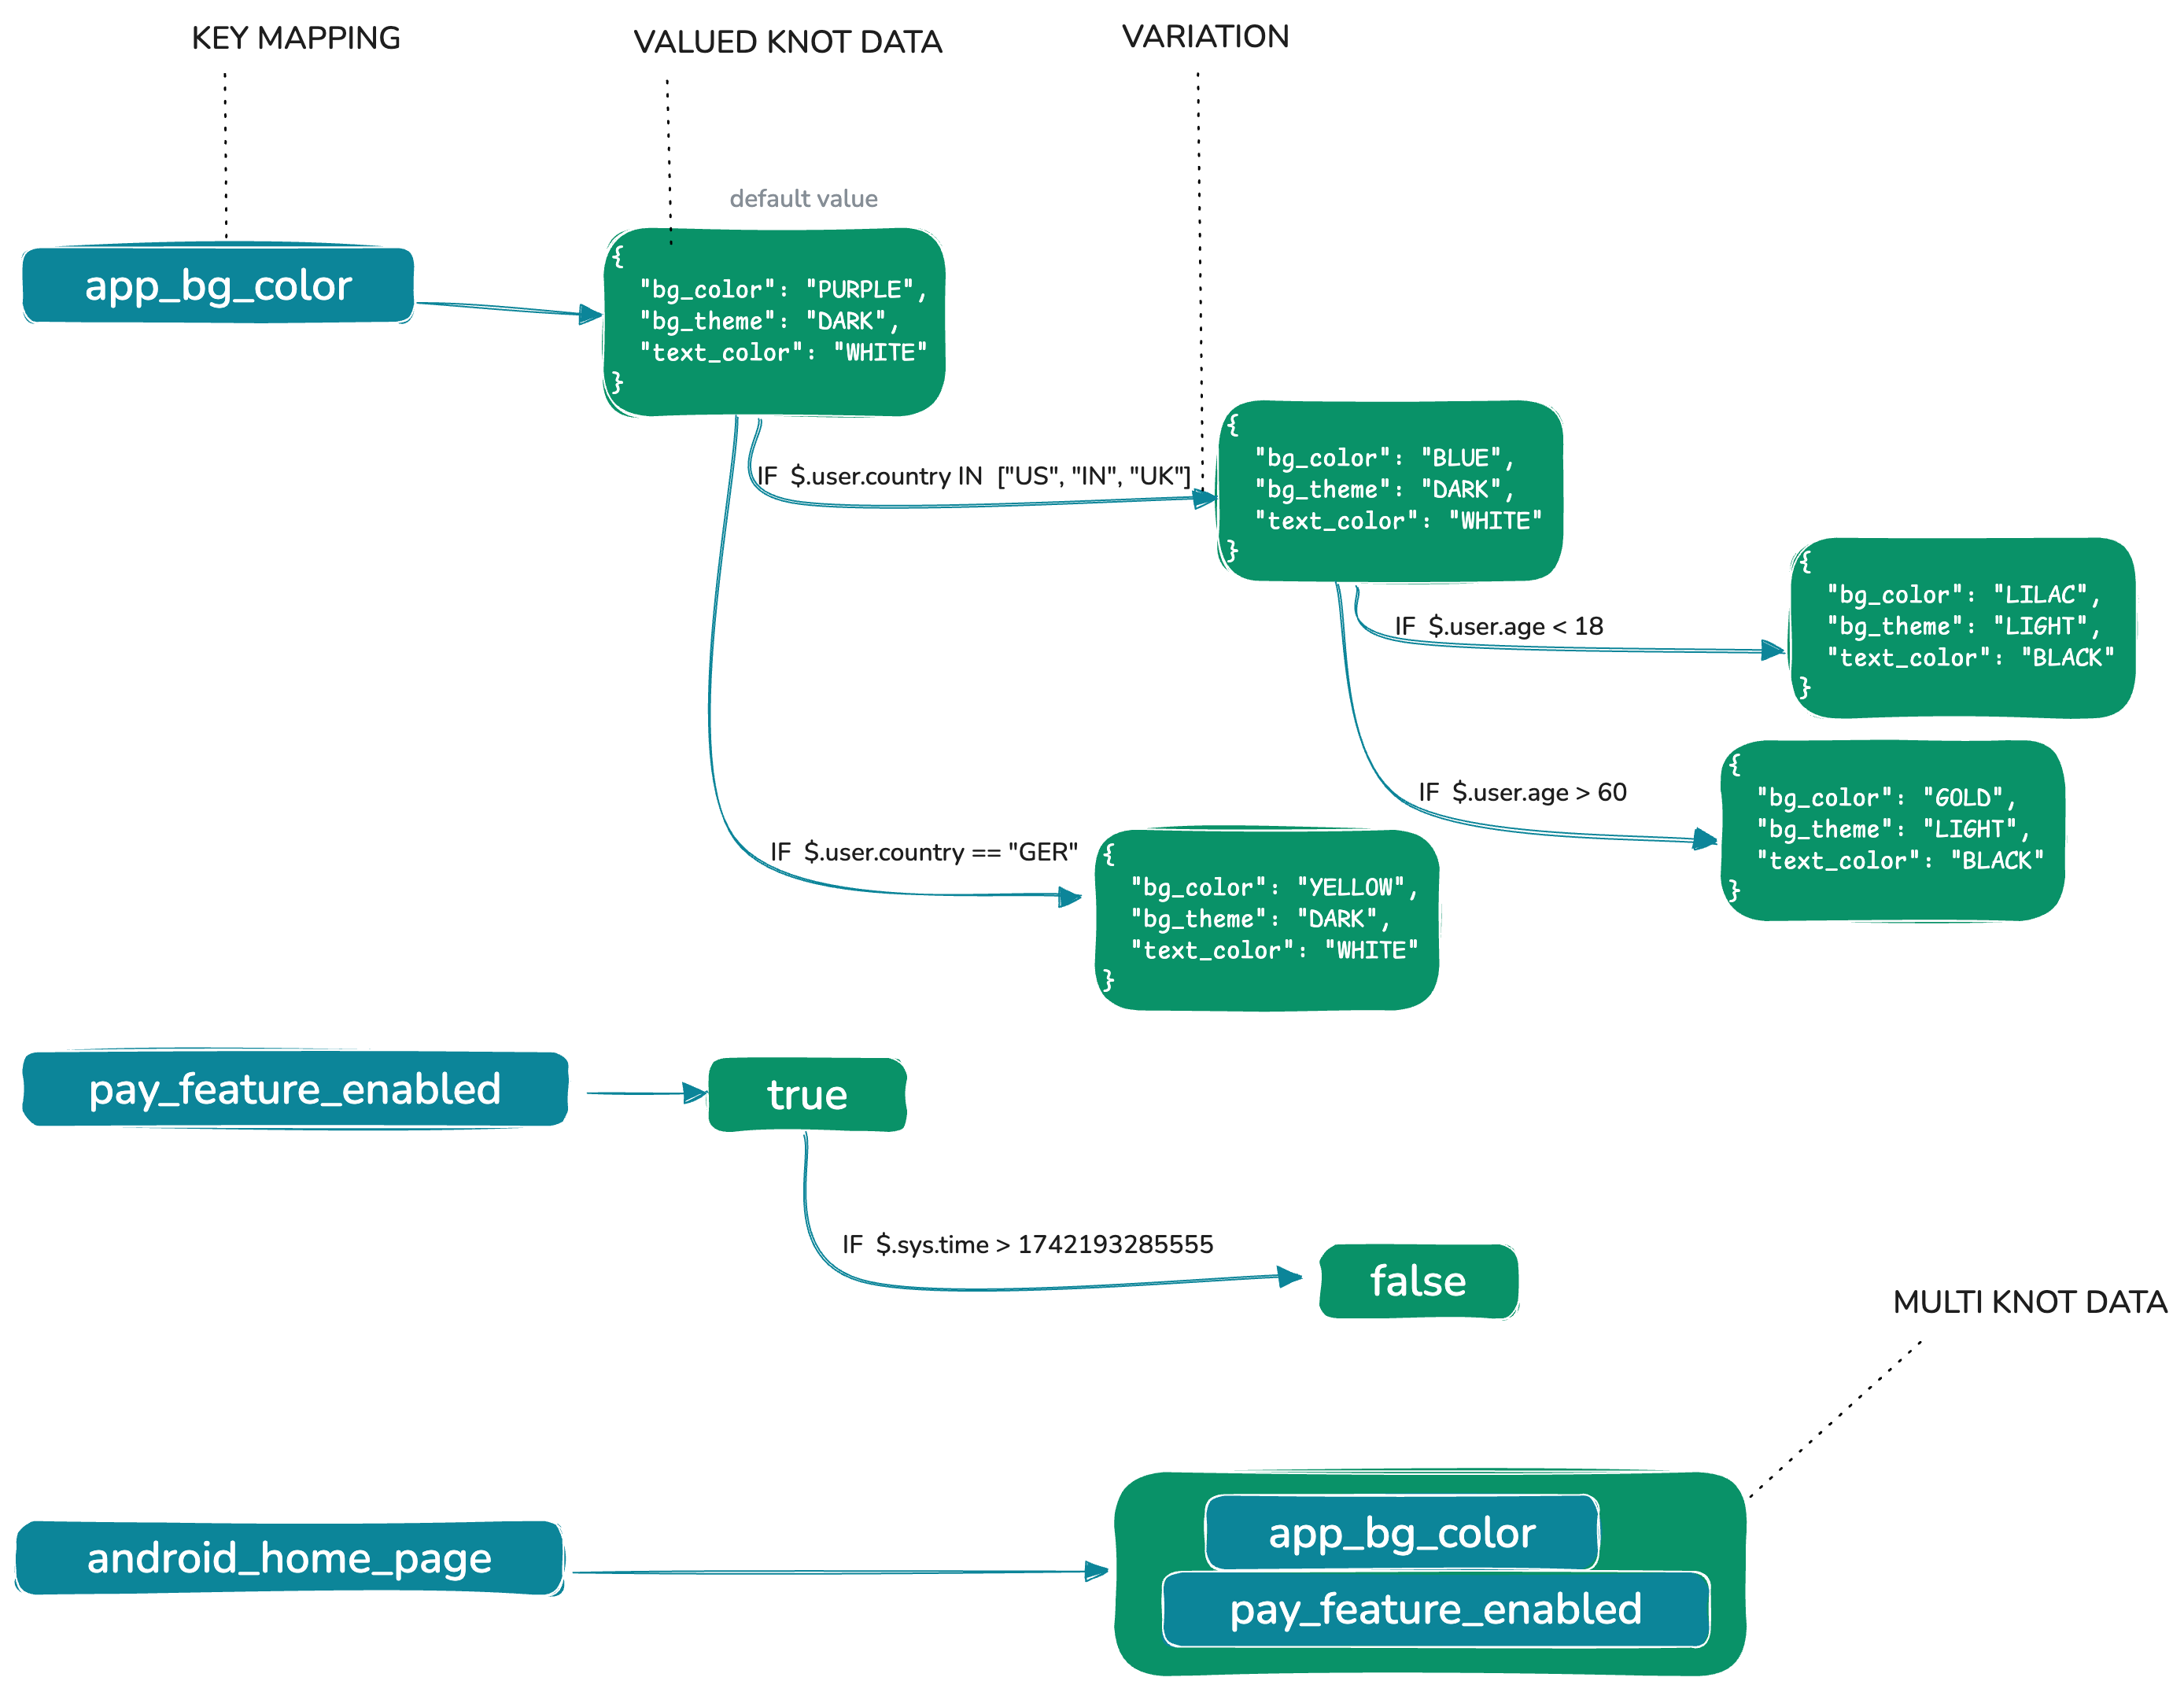 KEY MAPPING
VALUED KNOT DATA
VARIATION
default value
app_bg_color
{
"bg_color": "PURPLE",
"bg_theme": "DARK",
"text_color": "WHITE"
}
IF $.user.country IN ["US", "IN", "UK"]
{
"bg_color": "BLUE",
"bg_theme": "DARK",
"text_color": "WHITE"
}
IF $.user.age < 18
{
"bg_color": "LILAC",
"bg_theme": "LIGHT",
"text_color": "BLACK"
}
IF $.user.age > 60
{
"bg_color": "GOLD",
"bg_theme": "LIGHT",
"text_color": "BLACK"
}
IF $.user.country == "GER"
{
"bg_color": "YELLOW",
"bg_theme": "DARK",
"text_color": "WHITE"
}
pay_feature_enabled
true
IF $.sys.time > 1742193285555
false
MULTI KNOT DATA
android_home_page
app_bg_color
pay_feature_enabled